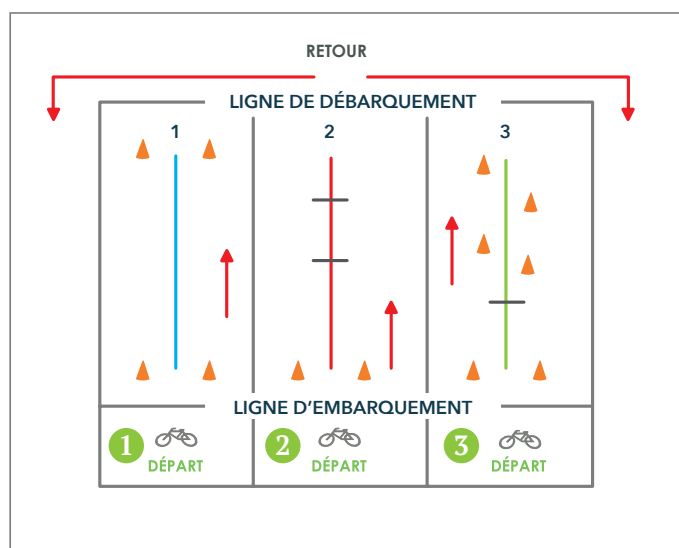 RETOUR
LIGNE DE DÉBARQUEMENT
1 2 3
LIGNE D'EMBARQUEMENT
1 2 3
DÉPART DÉPART DÉPART